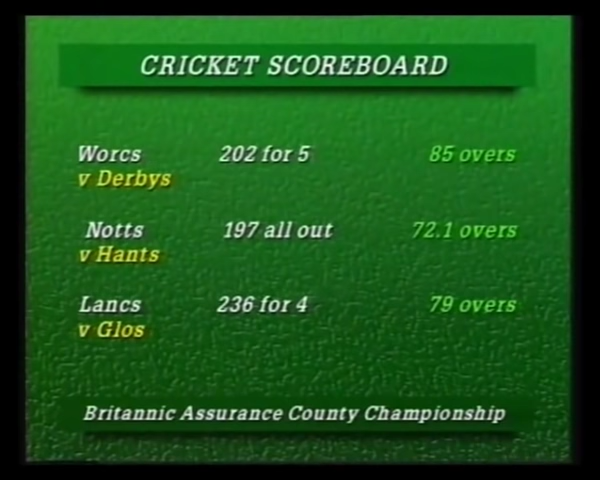 CRICKET SCOREBOARD
Worcs 202 for 5 85 overs
v Derbys
Notts 197 all out 72.1 overs
v Hants
Lancs 236 for 4 79 overs
v Glos
Britannic Assurance County Championship